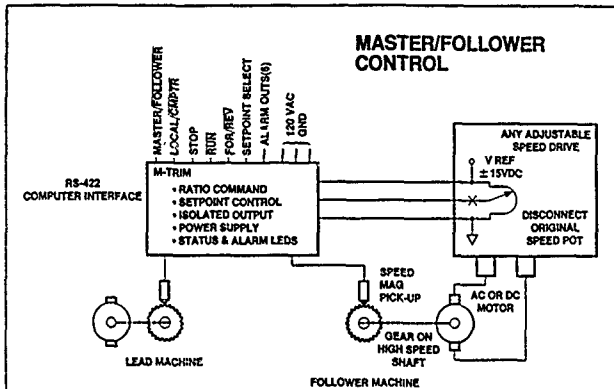 MASTER/FOLLOWER
CONTROL
MASTER/FOLLOWER
LOCAL/CMPTR
STOP
RUN
FOR/REV
SETPOINT SELECT
ALARM OUTS(6)
120 VAC
GND
RS-422
COMPUTER INTERFACE
M-TRIM
• RATIO COMMAND
• SETPOINT CONTROL
• ISOLATED OUTPUT
• POWER SUPPLY
• STATUS & ALARM LEDS
ANY ADJUSTABLE
SPEED DRIVE
V REF
± 15VDC
DISCONNECT
ORIGINAL
SPEED POT
SPEED
MAG
PICK-UP
AC OR DC
MOTOR
GEAR ON
HIGH SPEED
SHAFT
LEAD MACHINE
FOLLOWER MACHINE